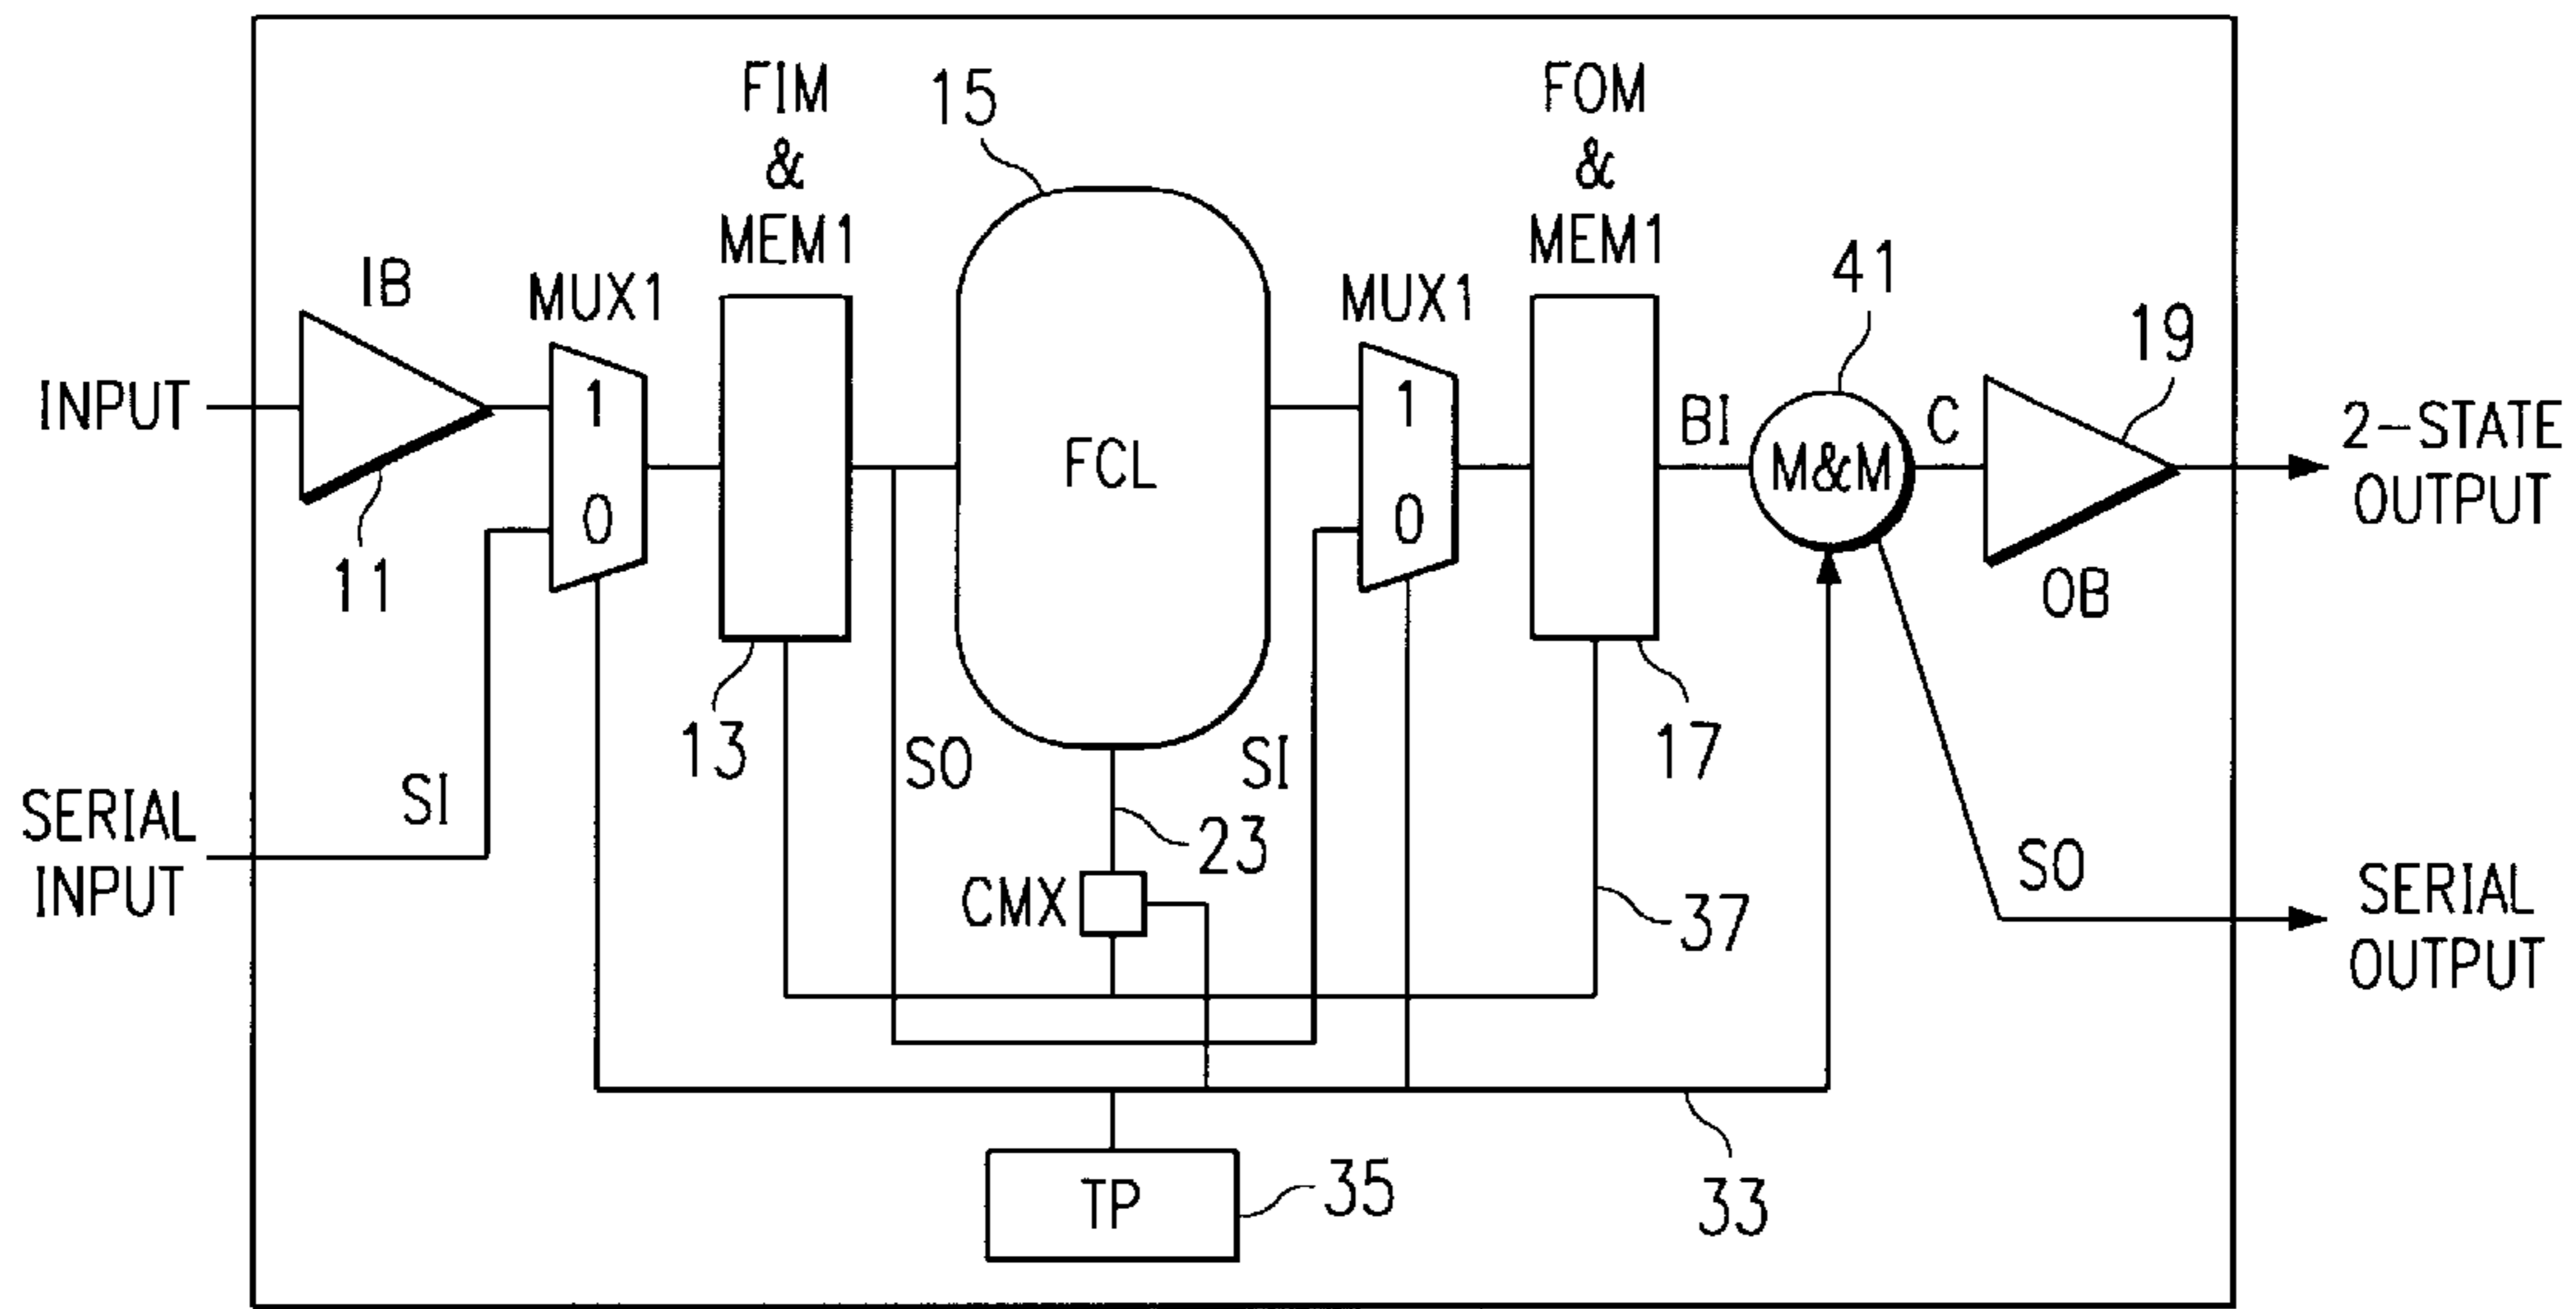 FIM
&
MEM1
15
FOM
&
MEM1
41
19
IB
MUX1
MUX1
INPUT
1
0
FCL
1
0
BI
M&M
C
2-STATE
OUTPUT
11
OB
13
SO
SI
17
SERIAL
INPUT
SI
23
CMX
37
SO
SERIAL
OUTPUT
TP
35
33